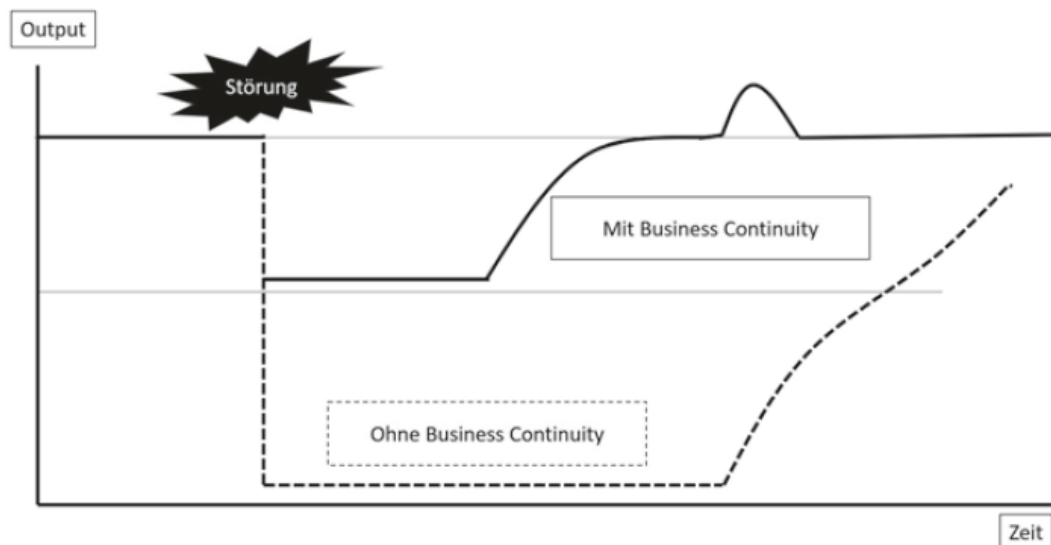 Output
Störung
Mit Business Continuity
Ohne Business Continuity
Zeit